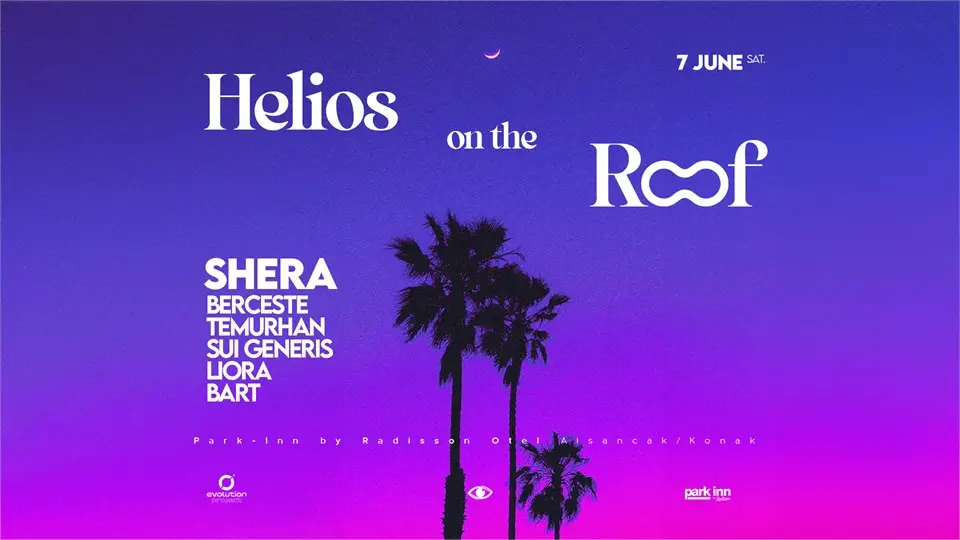 Helios
on the
Roof
7 JUNE SAT.
SHERA
BERCESTE
TEMURHAN
SUI GENERIS
LIORA
BART
Park-Inn by Radisson Otel Alsancak/Konak
evolution
park inn